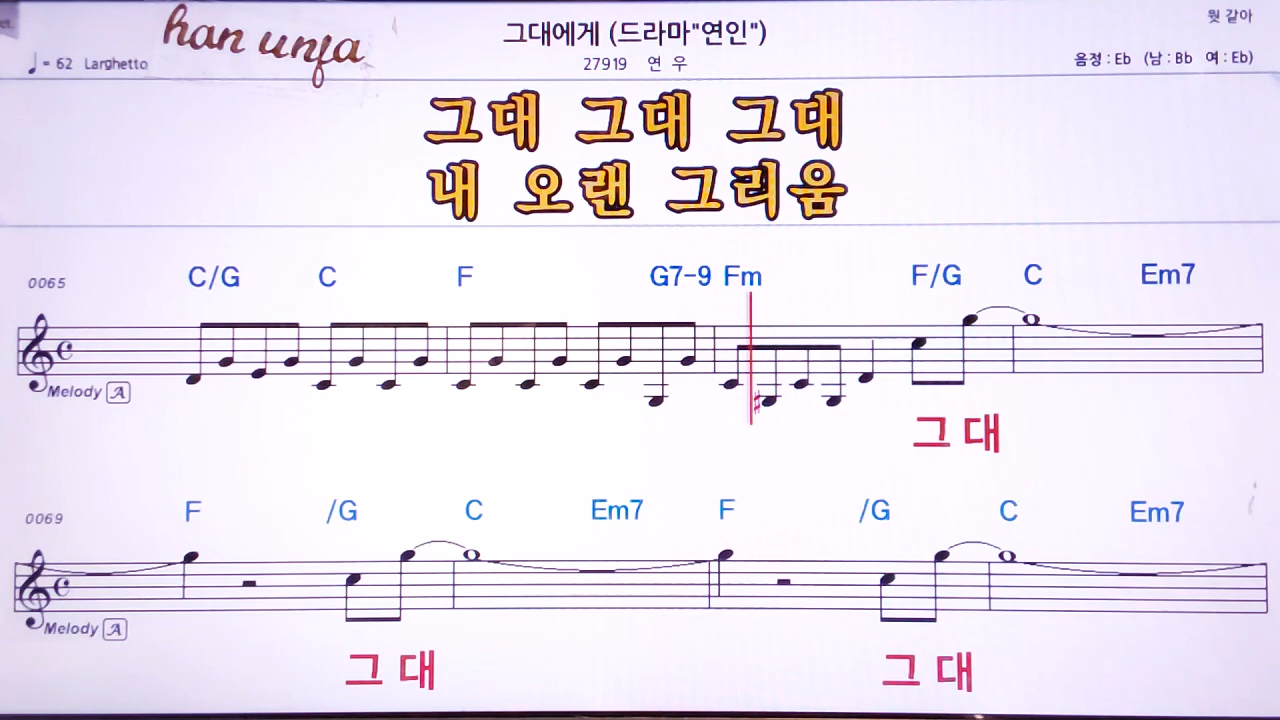 han unja
그대에게 (드라마"연인")
뭣 같아
♩= 62 Larghetto
27919 연 우
음정 : Eb (남 : Bb 여 : Eb)
그대 그대 그대
내 오랜 그리움
0065 C/G C F G7-9 Fm F/G C Em7
Melody A
그 대
0069 F /G C Em7 F /G C Em7
Melody A
그 대 그 대